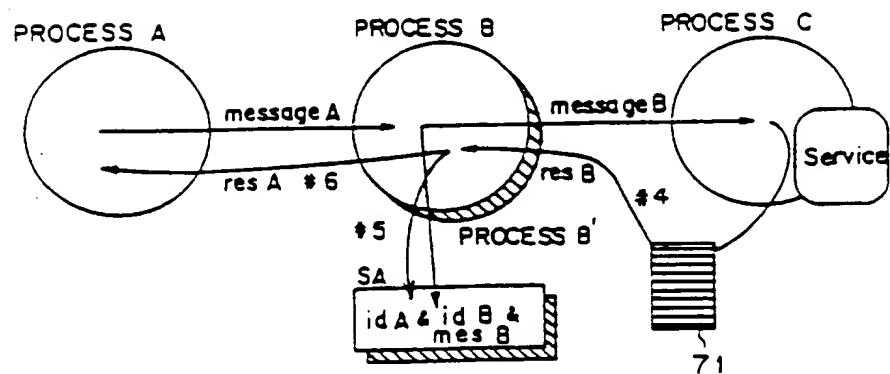 PROCESS A
PROCESS B
PROCESS C
message A
message B
Service
res A #6
res B
#4
#5
PROCESS B'
SA
id A & id B &
mes B
71